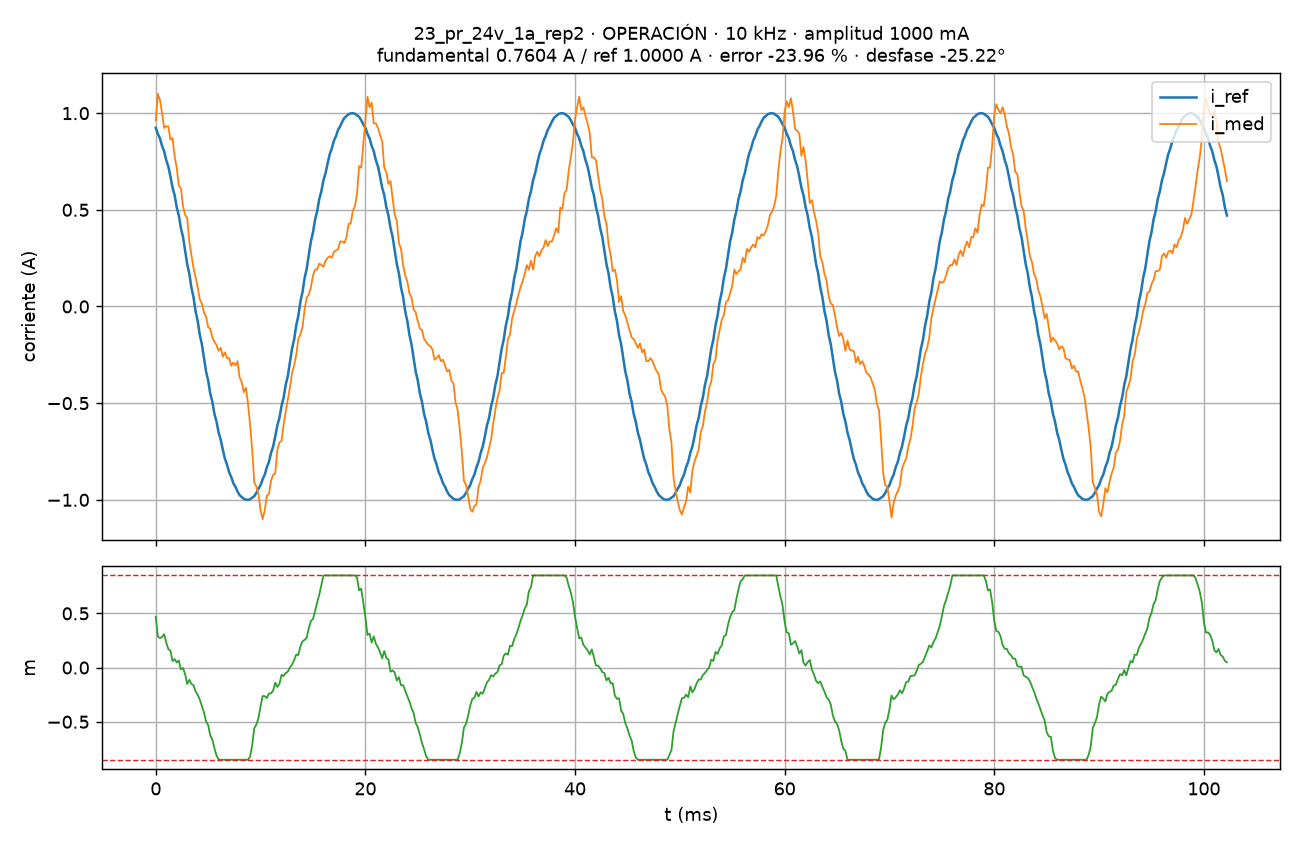 23_pr_24v_1a_rep2 · OPERACIÓN · 10 kHz · amplitud 1000 mA
fundamental 0.7604 A / ref 1.0000 A · error -23.96 % · desfase -25.22°
i_ref
i_med
corriente (A)
1.0
0.5
0.0
−0.5
−1.0
m
0.5
0.0
−0.5
0
20
40
60
80
100
t (ms)